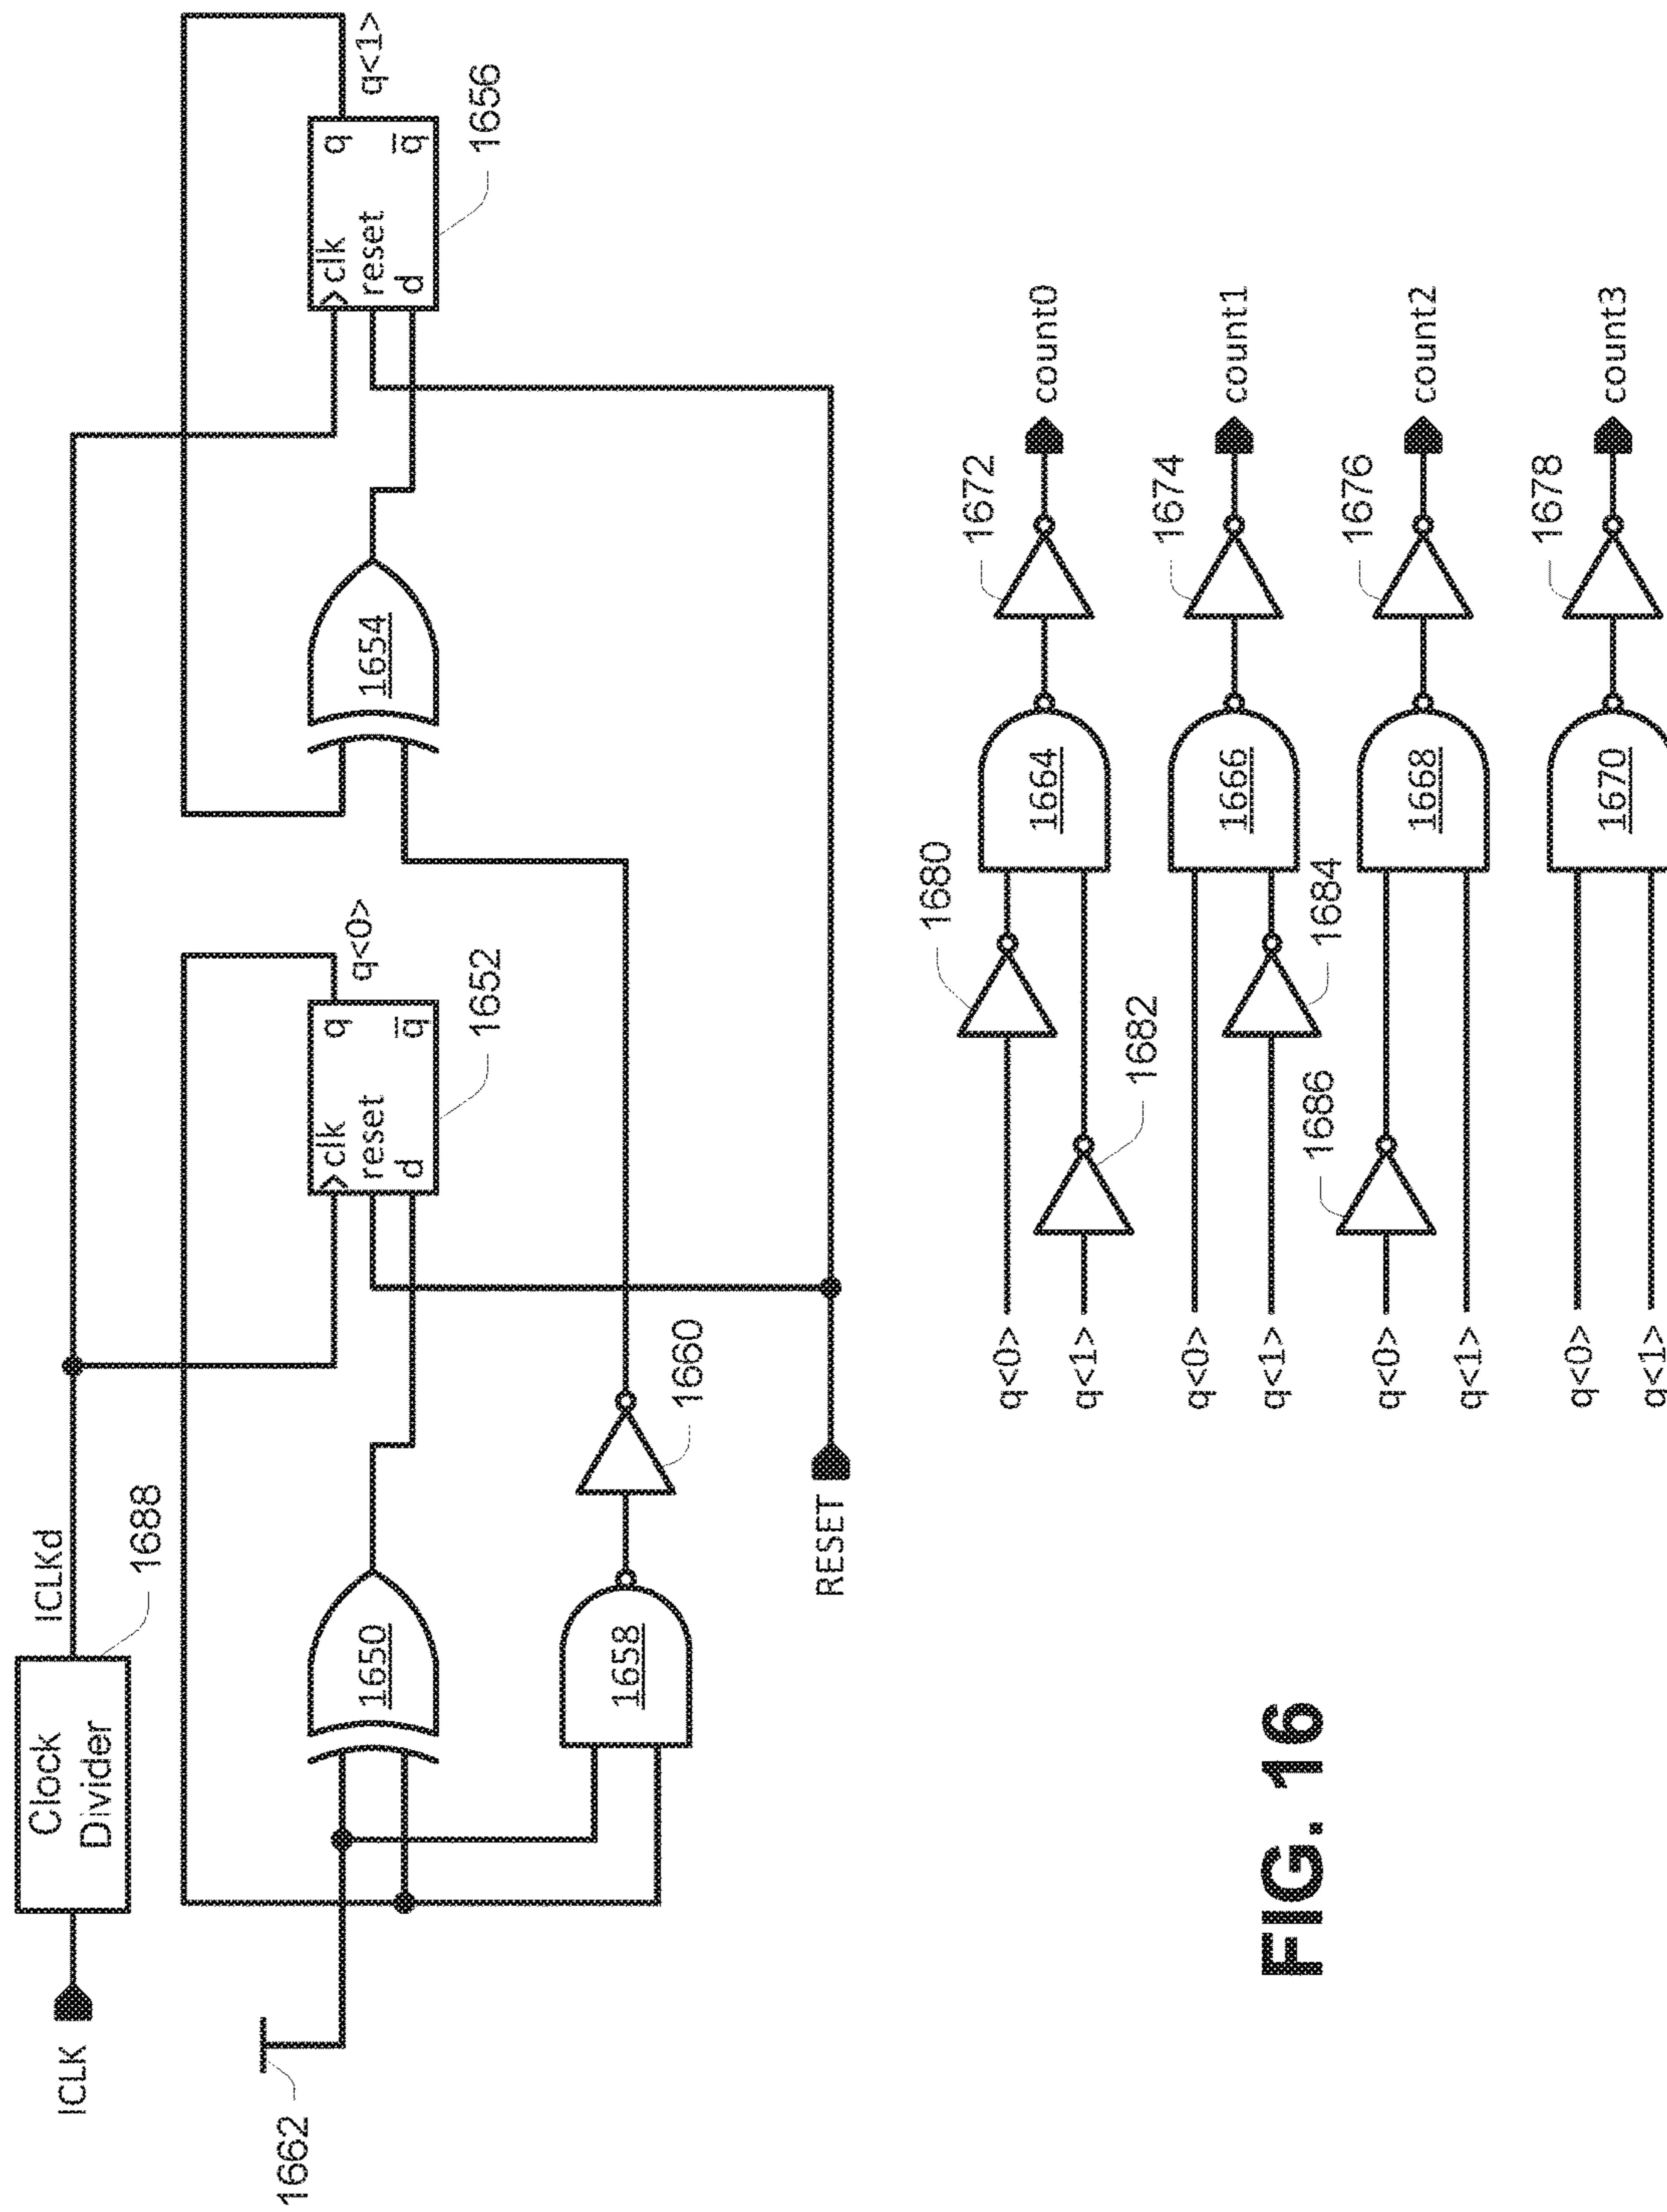 ICLK
Clock
Divider
ICLKd
1688
1662
1650
1658
1660
RESET
clk
reset
d
q
q̅
q<0>
1652
1654
clk
reset
d
q
q̅
q<1>
1656
q<0>
q<1>
1680
1682
1664
1672
count0
q<0>
q<1>
1684
1666
1674
count1
q<0>
q<1>
1686
1668
1676
count2
q<0>
q<1>
1670
1678
count3
FIG. 16